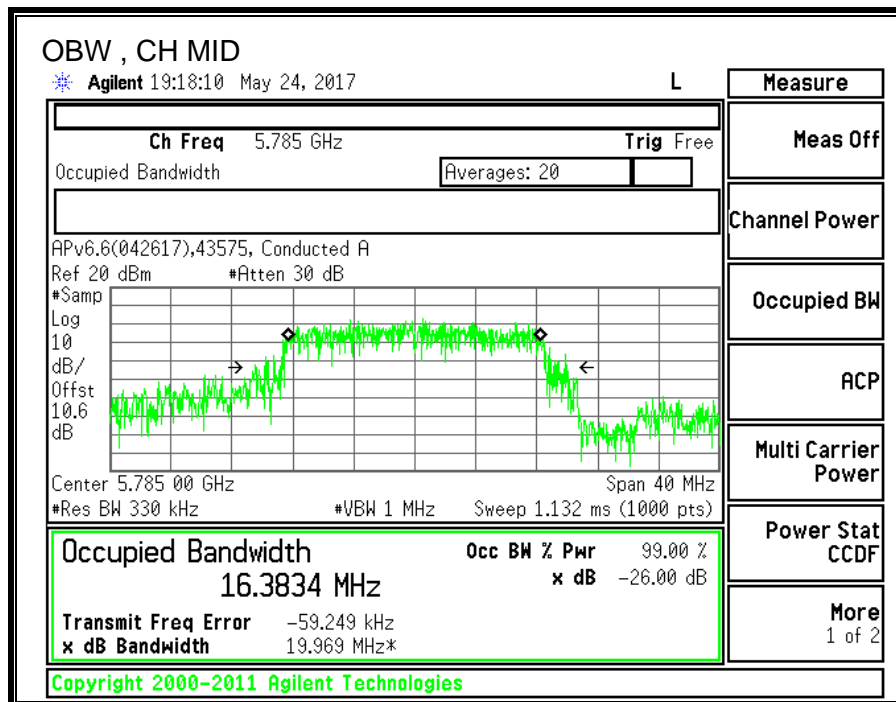 OBW , CH MID
Agilent 19:18:10 May 24, 2017 L Measure
Ch Freq 5.785 GHz Trig Free
Meas Off
Occupied Bandwidth Averages: 20
Channel Power
APv6.6(042617),43575, Conducted A
Ref 20 dBm #Atten 30 dB
#Samp
Log
10
dB/
Offst
10.6
dB
Occupied BW
ACP
Multi Carrier
Power
Center 5.785 00 GHz Span 40 MHz
#Res BW 330 kHz #VBW 1 MHz Sweep 1.132 ms (1000 pts)
Power Stat
CCDF
Occupied Bandwidth Occ BW % Pwr 99.00 %
16.3834 MHz x dB -26.00 dB
Transmit Freq Error -59.249 kHz
x dB Bandwidth 19.969 MHz*
More
1 of 2
Copyright 2000-2011 Agilent Technologies